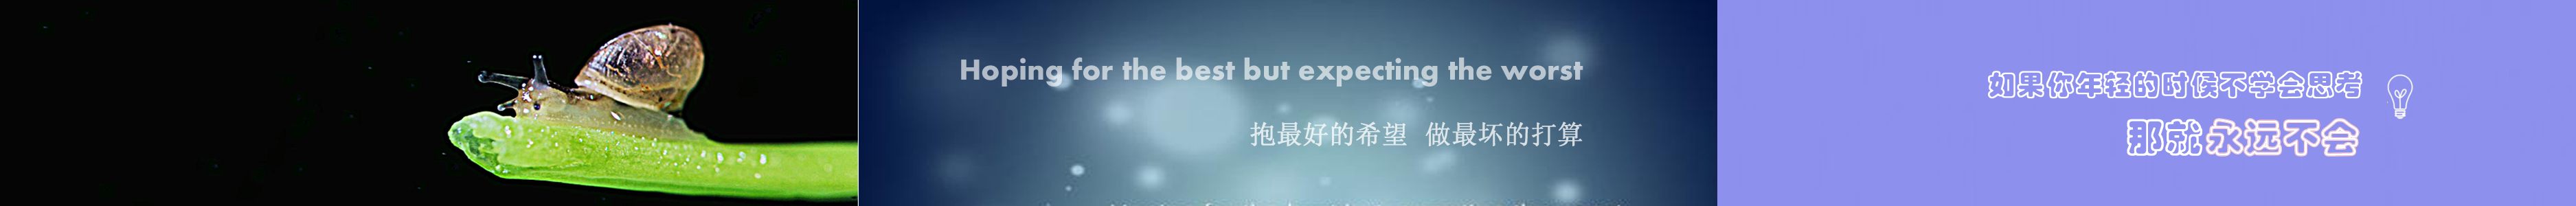 Hoping for the best but expecting the worst
抱最好的希望 做最坏的打算
如果你年轻的时候不学会思考
那就永远不会